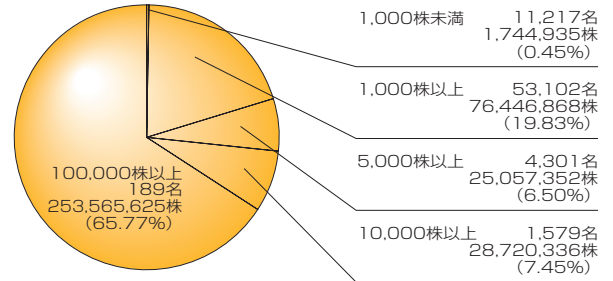 1,000株未満 11,217名
1,744,935株
(0.45%)
1,000株以上 53,102名
76,446,868株
(19.83%)
5,000株以上 4,301名
25,057,352株
(6.50%)
10,000株以上 1,579名
28,720,336株
(7.45%)
100,000株以上
189名
253,565,625株
(65.77%)